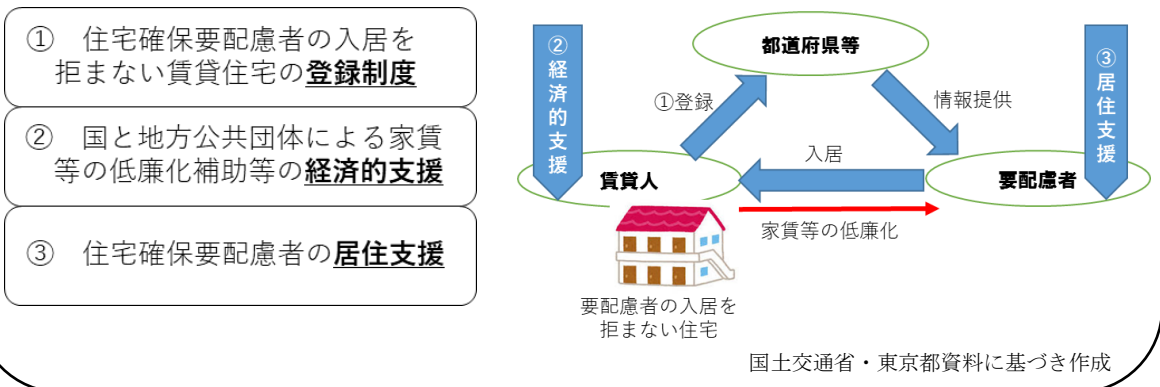 ① 住宅確保要配慮者の入居を
拒まない賃貸住宅の登録制度
② 国と地方公共団体による家賃
等の低廉化補助等の経済的支援
③ 住宅確保要配慮者の居住支援
②経済的支援
都道府県等
③居住支援
①登録
情報提供
入居
賃貸人
要配慮者
家賃等の低廉化
要配慮者の入居を
拒まない住宅
国土交通省・東京都資料に基づき作成